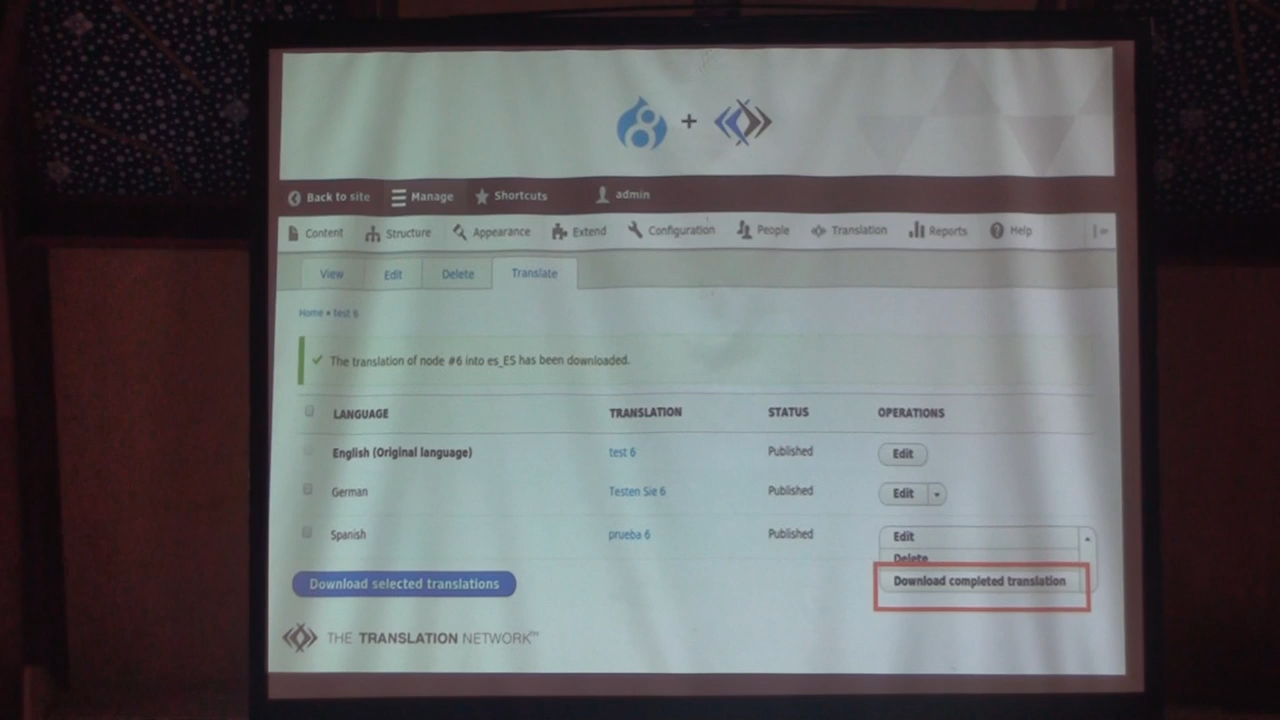 8 +
Back to site Manage Shortcuts admin
Content Structure Appearance Extend Configuration People Translation Reports Help
View Edit Delete Translate
Home » test 6
✓ The translation of node #6 into es_ES has been downloaded.
LANGUAGE TRANSLATION STATUS OPERATIONS
English (Original language) test 6 Published Edit
German Testen Sie 6 Published Edit
Spanish prueba 6 Published Edit
Delete
Download selected translations Download completed translation
THE TRANSLATION NETWORK™